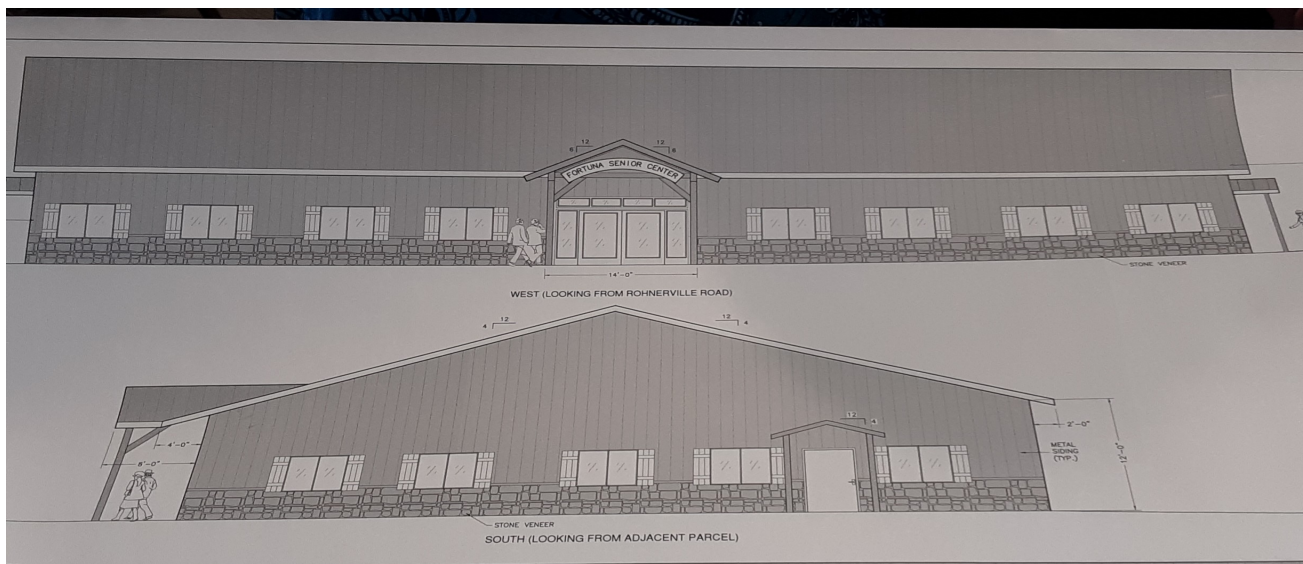 12
12
6
6
FORTUNA SENIOR CENTER
14'-0"
STONE VENEER
WEST (LOOKING FROM ROHNERVILLE ROAD)
12
4
12
4
12
4
2'-0"
4'-0"
8'-0"
METAL
SIDING
(TYP.)
12'-0"
STONE VENEER
SOUTH (LOOKING FROM ADJACENT PARCEL)